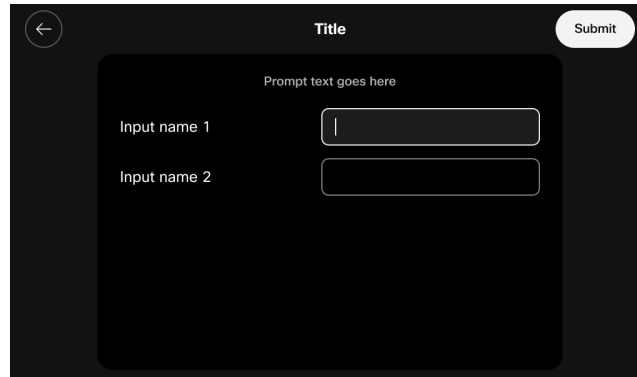 Title
Submit
Prompt text goes here
Input name 1
Input name 2